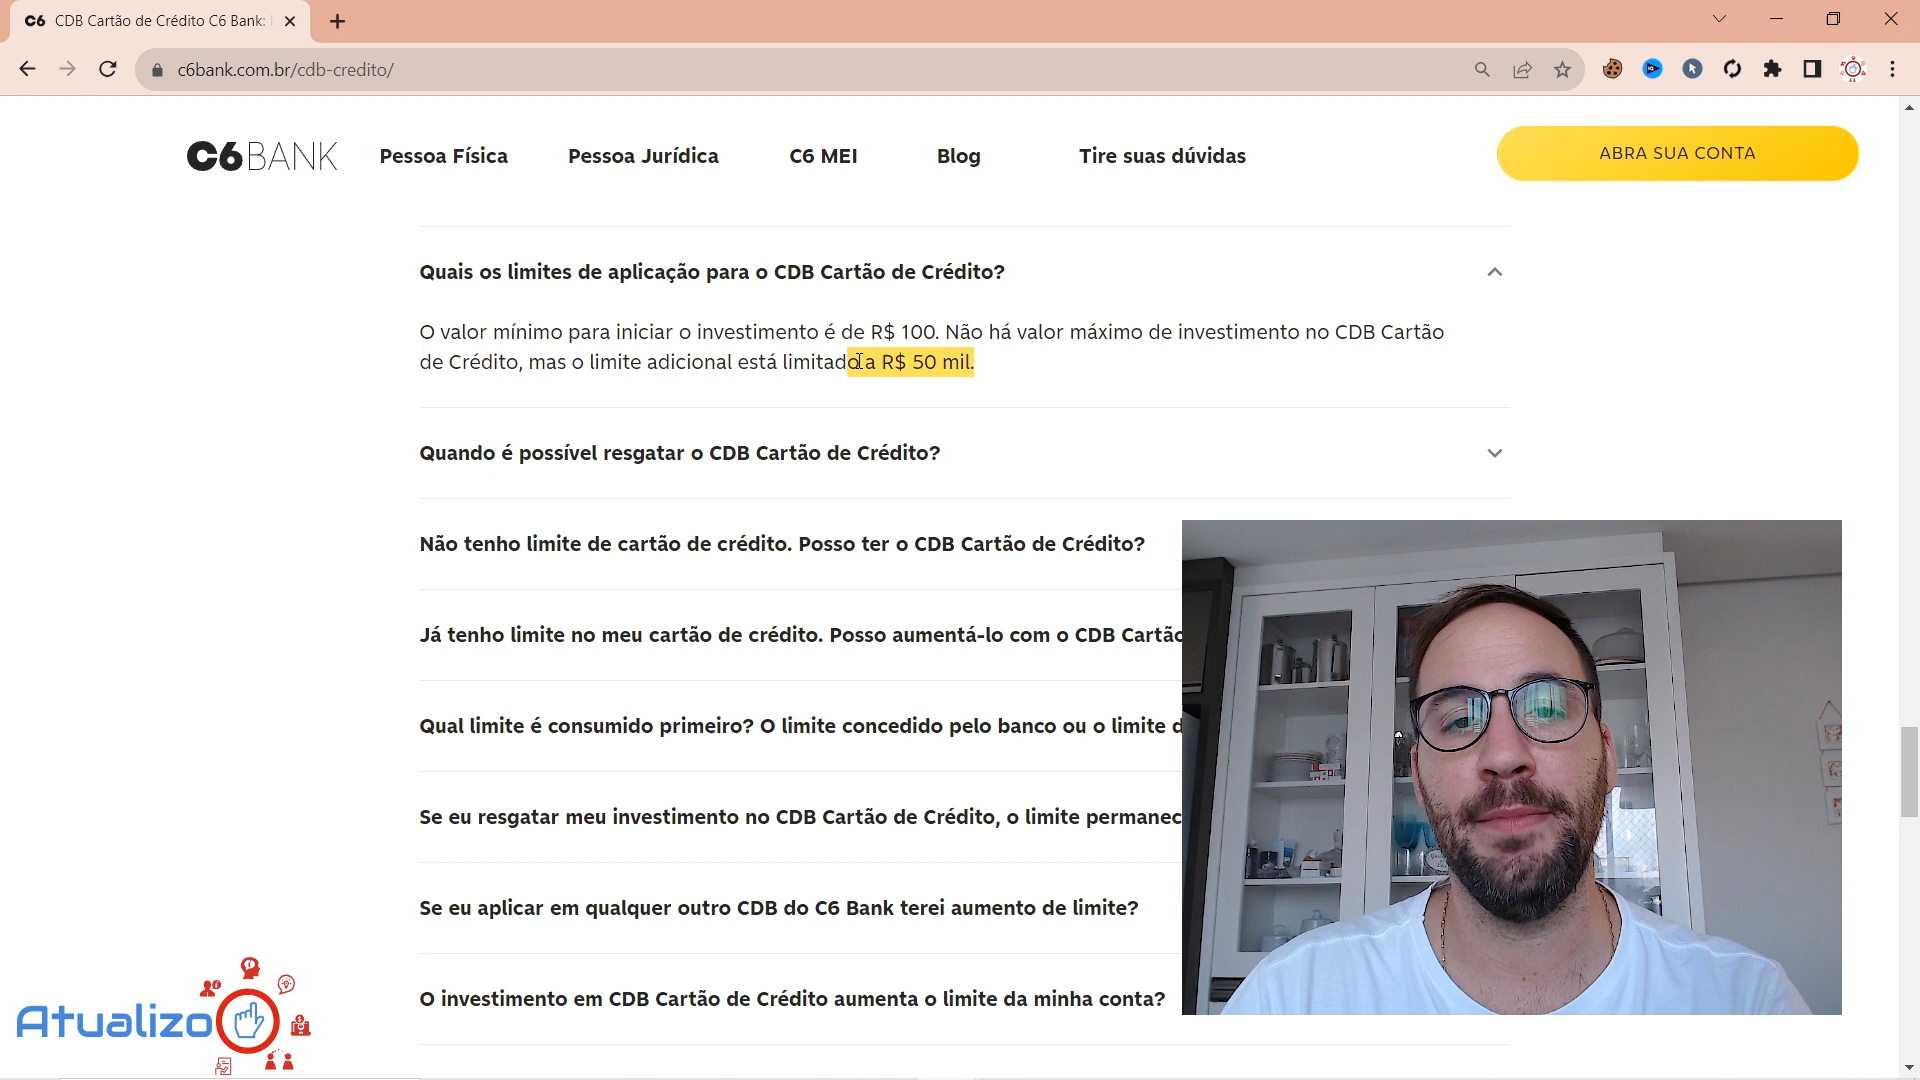 C6 CDB Cartão de Crédito C6 Bank:
c6bank.com.br/cdb-credito/
C6BANK
Pessoa Física
Pessoa Jurídica
C6 MEI
Blog
Tire suas dúvidas
ABRA SUA CONTA
Quais os limites de aplicação para o CDB Cartão de Crédito?
O valor mínimo para iniciar o investimento é de R$ 100. Não há valor máximo de investimento no CDB Cartão
de Crédito, mas o limite adicional está limitado a R$ 50 mil.
Quando é possível resgatar o CDB Cartão de Crédito?
Não tenho limite de cartão de crédito. Posso ter o CDB Cartão de Crédito?
Já tenho limite no meu cartão de crédito. Posso aumentá-lo com o CDB Cartão
Qual limite é consumido primeiro? O limite concedido pelo banco ou o limite d
Se eu resgatar meu investimento no CDB Cartão de Crédito, o limite permanec
Se eu aplicar em qualquer outro CDB do C6 Bank terei aumento de limite?
O investimento em CDB Cartão de Crédito aumenta o limite da minha conta?
Atualizo